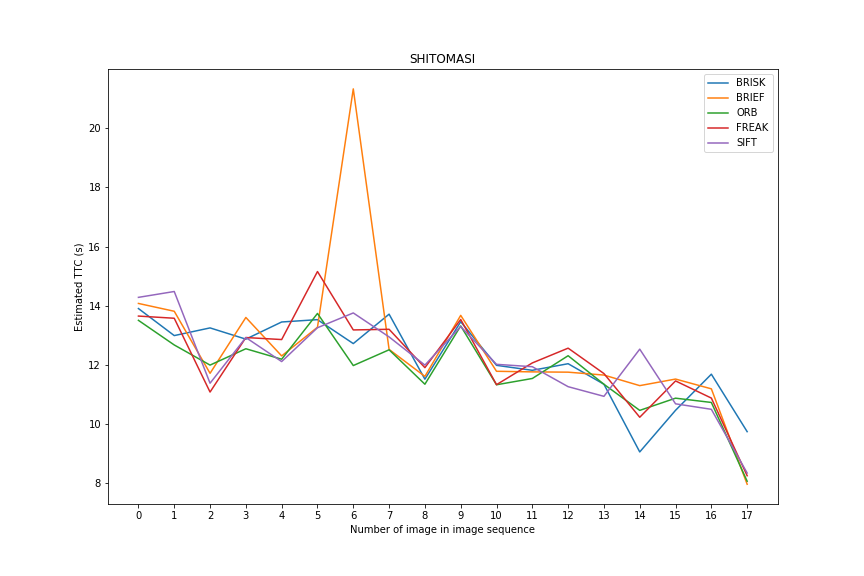 SHITOMASI
BRISK
BRIEF
ORB
FREAK
SIFT
Estimated TTC (s)
20
18
16
14
12
10
8
0 1 2 3 4 5 6 7 8 9 10 11 12 13 14 15 16 17
Number of image in image sequence